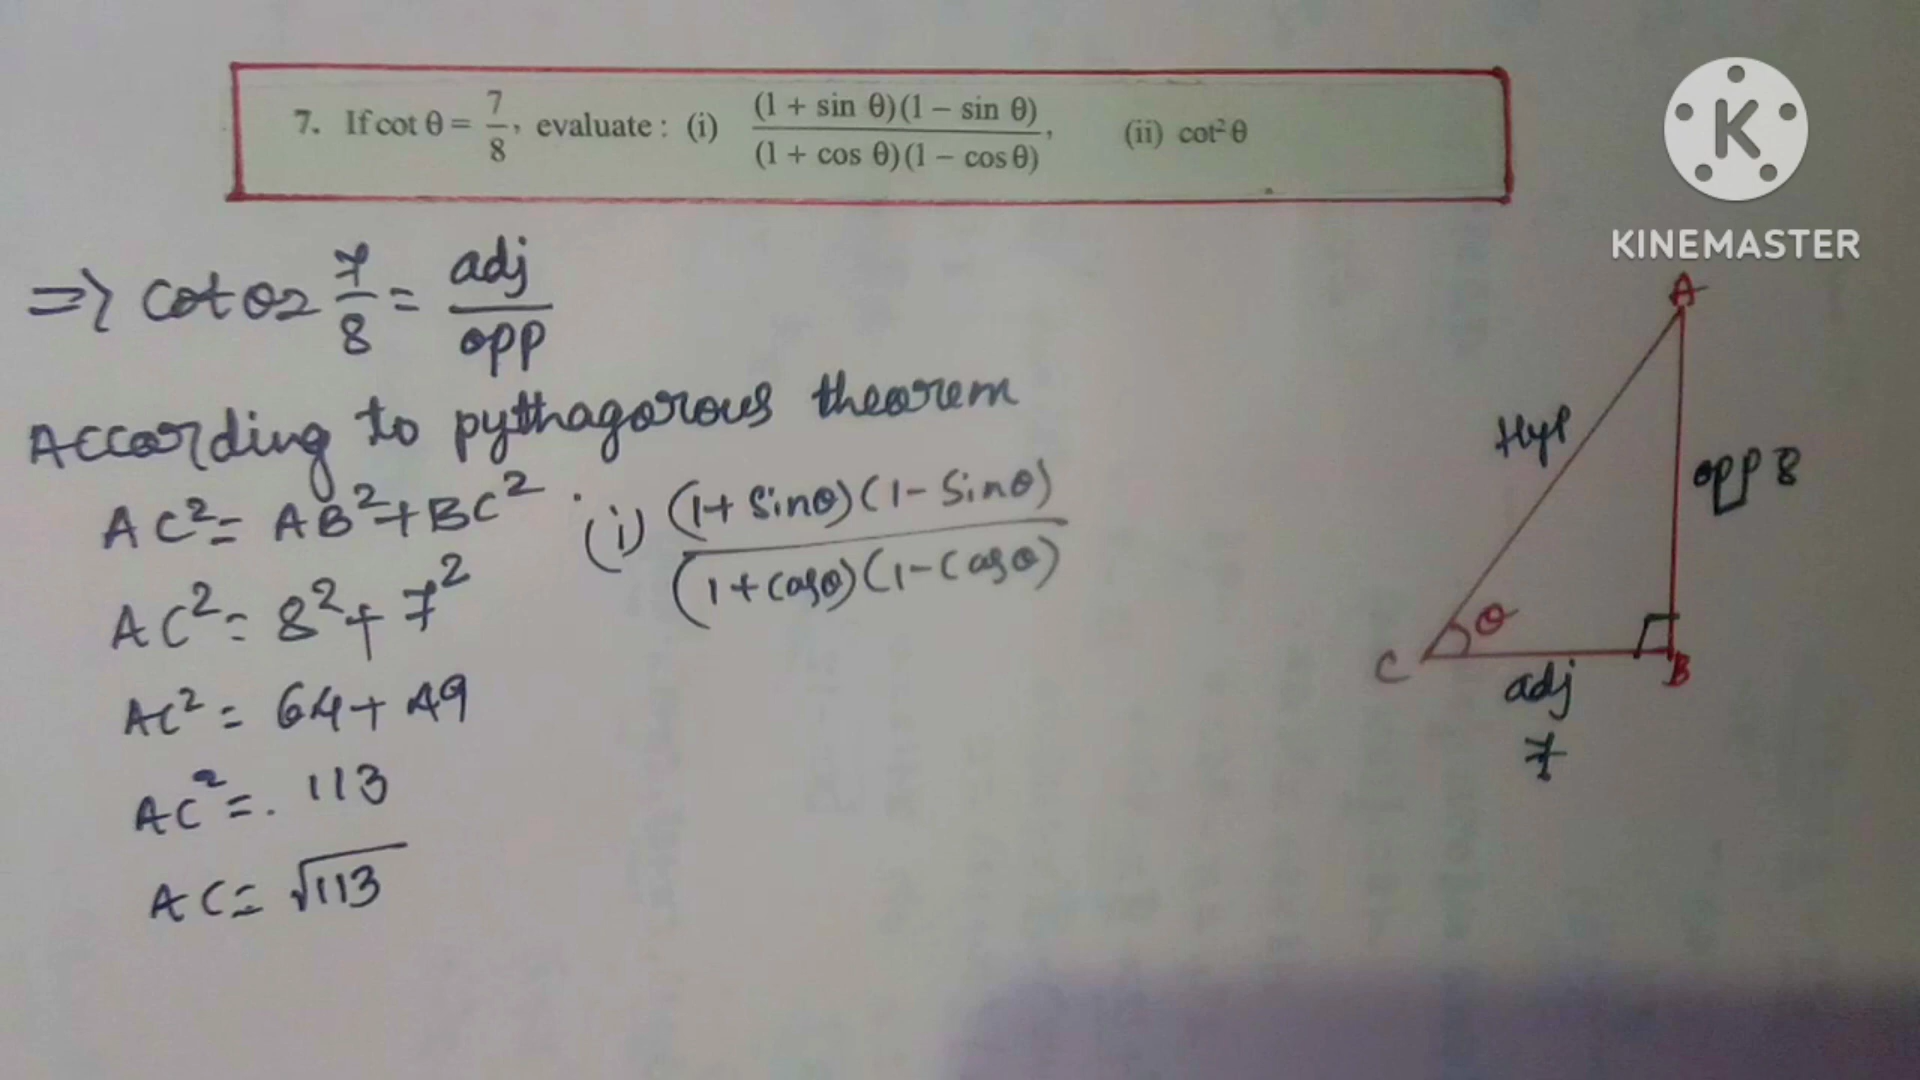 7. If cot θ = 7/8, evaluate : (i) (1 + sin θ)(1 – sin θ)/(1 + cos θ)(1 – cos θ), (ii) cot² θ
K
KINEMASTER
⇒ cot θ = 7/8 = adj/opp
According to pythagorous theorem
AC² = AB² + BC²
AC² = 8² + 7²
AC² = 64 + 49
AC² = 113
AC = √113
(i) (1 + Sinθ)(1 - Sinθ)/(1 + Cosθ)(1 - Cosθ)
A
Hyp
opp 8
θ
C
B
adj
7